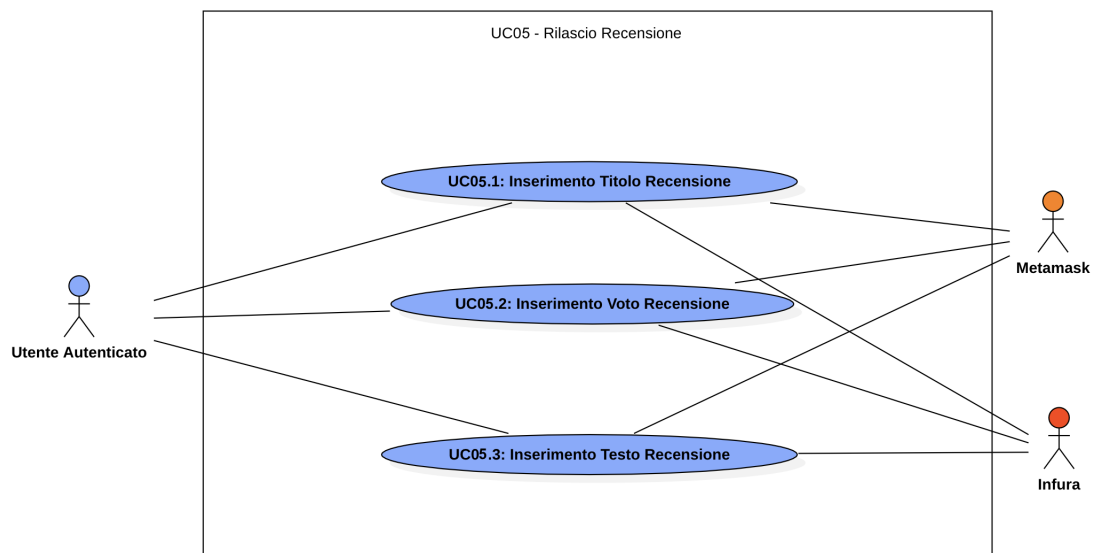 UC05 - Rilascio Recensione
UC05.1: Inserimento Titolo Recensione
Metamask
UC05.2: Inserimento Voto Recensione
Utente Autenticato
UC05.3: Inserimento Testo Recensione
Infura